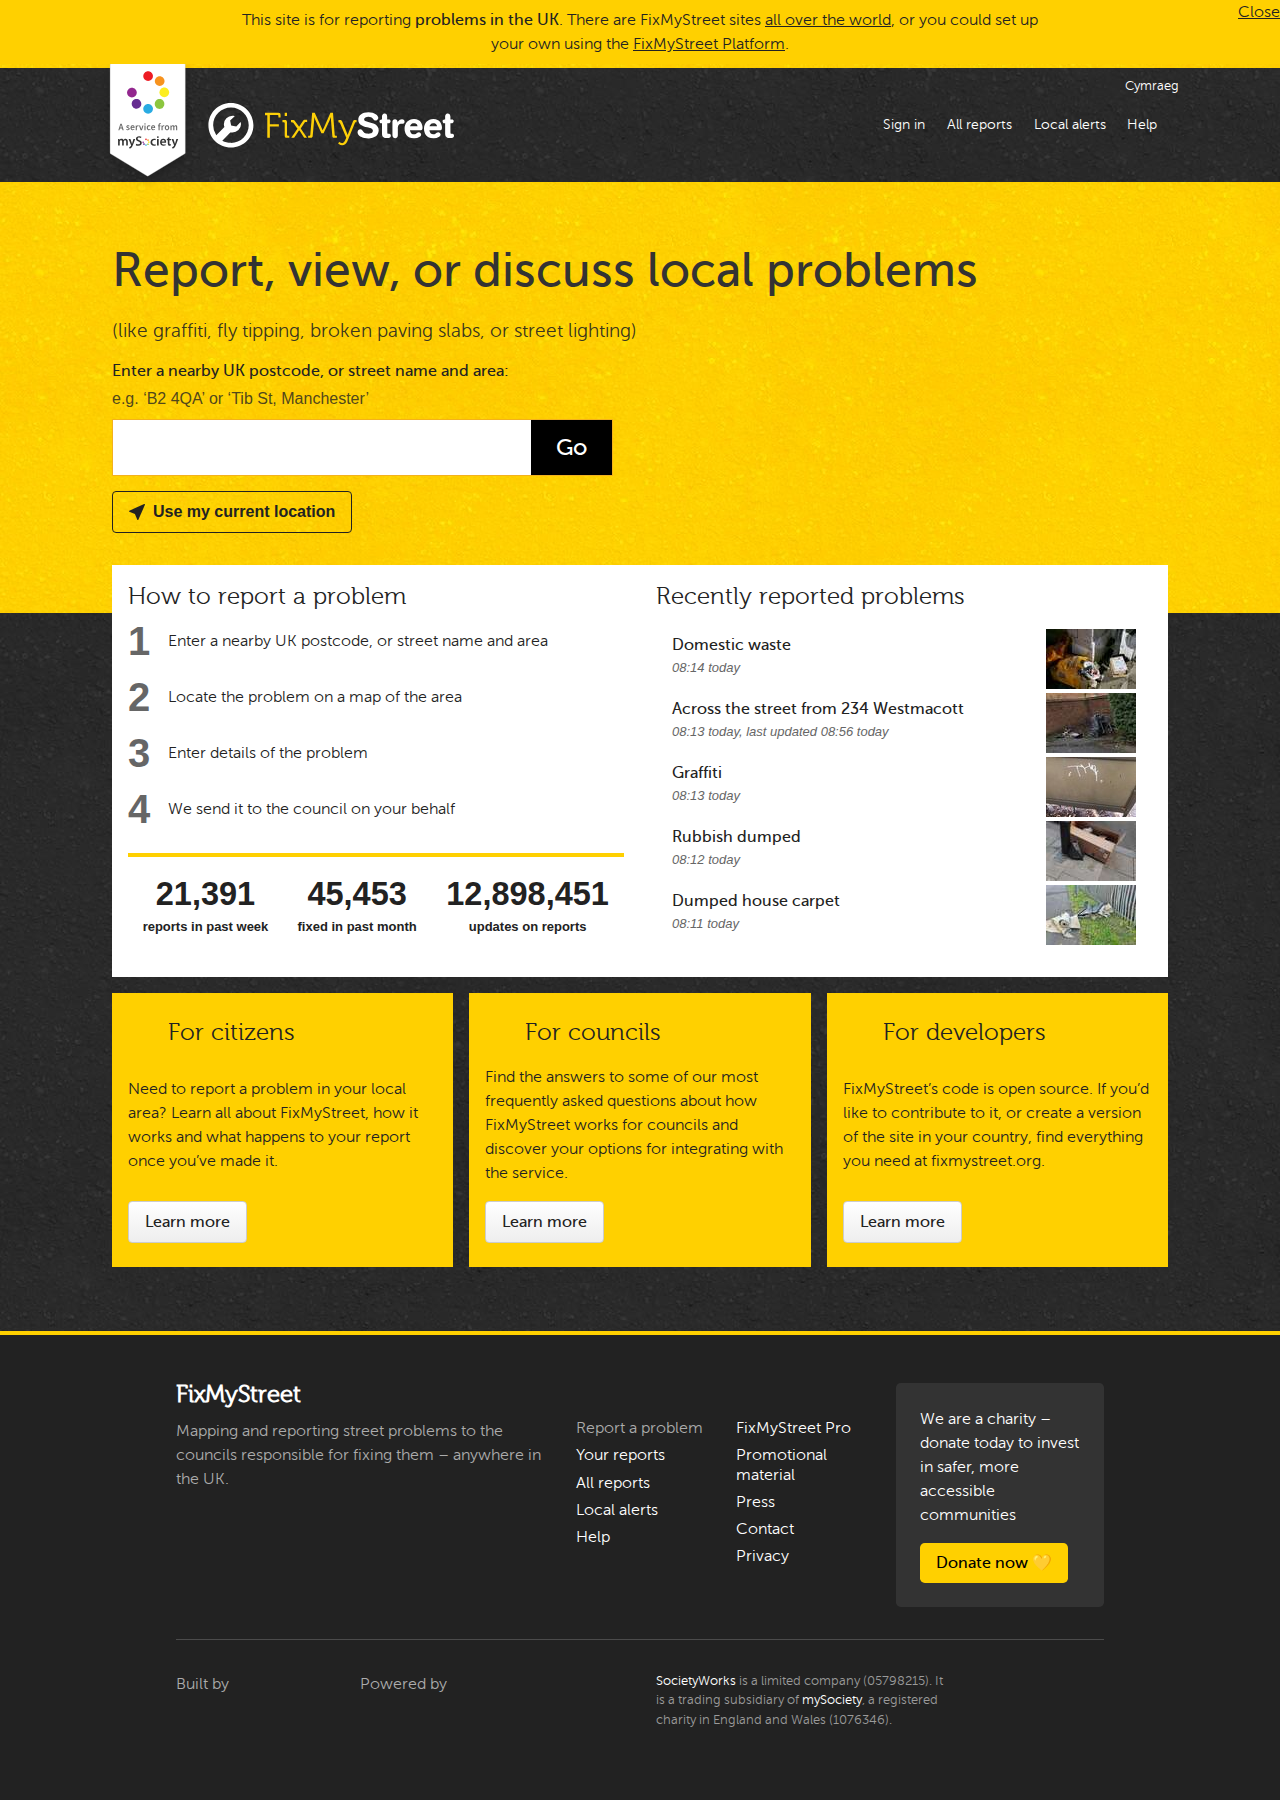 This site is for reporting problems in the UK. There are FixMyStreet sites all over the world, or you could set up
your own using the FixMyStreet Platform.
Close
A service from
mySociety
FixMyStreet
Cymraeg
Sign in
All reports
Local alerts
Help
Report, view, or discuss local problems
(like graffiti, fly tipping, broken paving slabs, or street lighting)
Enter a nearby UK postcode, or street name and area:
e.g. ‘B2 4QA’ or ‘Tib St, Manchester’
Go
Use my current location
How to report a problem
1 Enter a nearby UK postcode, or street name and area
2 Locate the problem on a map of the area
3 Enter details of the problem
4 We send it to the council on your behalf
21,391
reports in past week
45,453
fixed in past month
12,898,451
updates on reports
Recently reported problems
Domestic waste
08:14 today
Across the street from 234 Westmacott
08:13 today, last updated 08:56 today
Graffiti
08:13 today
Rubbish dumped
08:12 today
Dumped house carpet
08:11 today
For citizens
Need to report a problem in your local
area? Learn all about FixMyStreet, how it
works and what happens to your report
once you’ve made it.
Learn more
For councils
Find the answers to some of our most
frequently asked questions about how
FixMyStreet works for councils and
discover your options for integrating with
the service.
Learn more
For developers
FixMyStreet’s code is open source. If you’d
like to contribute to it, or create a version
of the site in your country, find everything
you need at fixmystreet.org.
Learn more
FixMyStreet
Mapping and reporting street problems to the
councils responsible for fixing them – anywhere in
the UK.
Report a problem
Your reports
All reports
Local alerts
Help
FixMyStreet Pro
Promotional
material
Press
Contact
Privacy
We are a charity –
donate today to invest
in safer, more
accessible
communities
Donate now 💛
Built by
Powered by
SocietyWorks is a limited company (05798215). It
is a trading subsidiary of mySociety, a registered
charity in England and Wales (1076346).